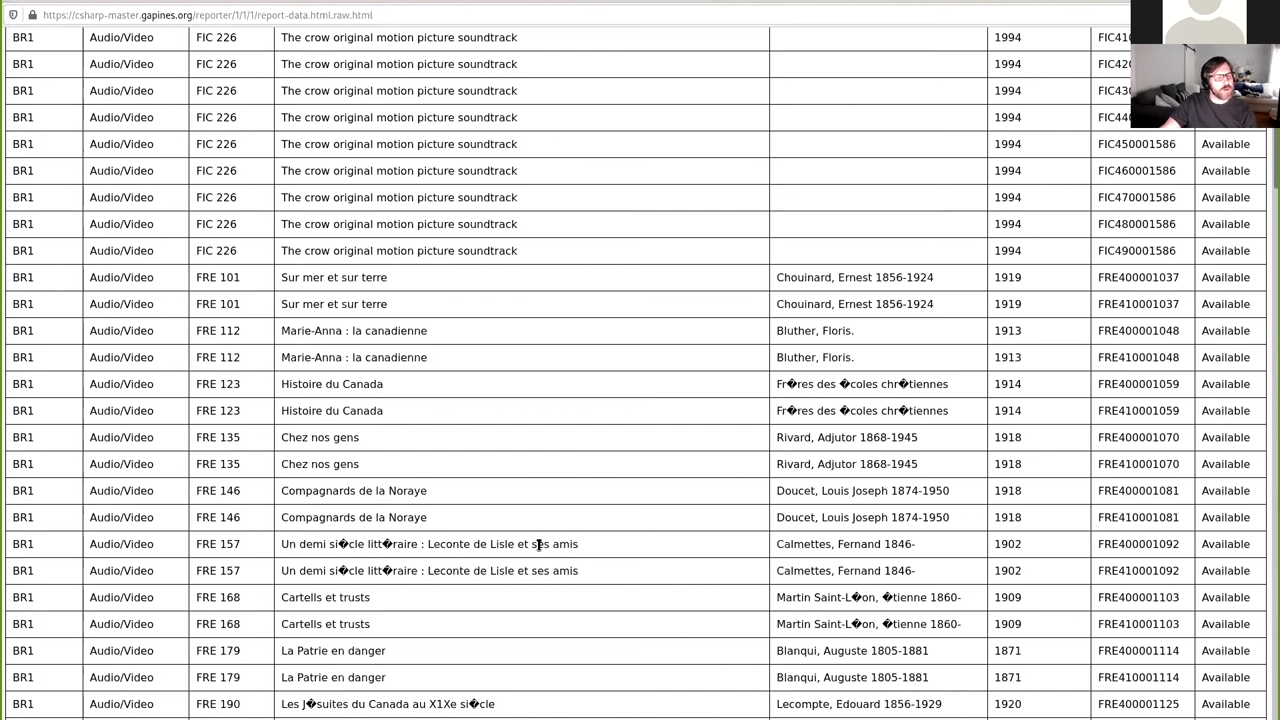 https://csharp-master.gapines.org/reporter/1/1/1/report-data.html.raw.html
BR1 Audio/Video FIC 226 The crow original motion picture soundtrack 1994
BR1 Audio/Video FIC 226 The crow original motion picture soundtrack 1994
BR1 Audio/Video FIC 226 The crow original motion picture soundtrack 1994
BR1 Audio/Video FIC 226 The crow original motion picture soundtrack 1994
BR1 Audio/Video FIC 226 The crow original motion picture soundtrack 1994 FIC450001586 Available
BR1 Audio/Video FIC 226 The crow original motion picture soundtrack 1994 FIC460001586 Available
BR1 Audio/Video FIC 226 The crow original motion picture soundtrack 1994 FIC470001586 Available
BR1 Audio/Video FIC 226 The crow original motion picture soundtrack 1994 FIC480001586 Available
BR1 Audio/Video FIC 226 The crow original motion picture soundtrack 1994 FIC490001586 Available
BR1 Audio/Video FRE 101 Sur mer et sur terre Chouinard, Ernest 1856-1924 1919 FRE400001037 Available
BR1 Audio/Video FRE 101 Sur mer et sur terre Chouinard, Ernest 1856-1924 1919 FRE410001037 Available
BR1 Audio/Video FRE 112 Marie-Anna : la canadienne Bluther, Floris. 1913 FRE400001048 Available
BR1 Audio/Video FRE 112 Marie-Anna : la canadienne Bluther, Floris. 1913 FRE410001048 Available
BR1 Audio/Video FRE 123 Histoire du Canada Fr�res des �coles chr�tiennes 1914 FRE400001059 Available
BR1 Audio/Video FRE 123 Histoire du Canada Fr�res des �coles chr�tiennes 1914 FRE410001059 Available
BR1 Audio/Video FRE 135 Chez nos gens Rivard, Adjutor 1868-1945 1918 FRE400001070 Available
BR1 Audio/Video FRE 135 Chez nos gens Rivard, Adjutor 1868-1945 1918 FRE410001070 Available
BR1 Audio/Video FRE 146 Compagnards de la Noraye Doucet, Louis Joseph 1874-1950 1918 FRE400001081 Available
BR1 Audio/Video FRE 146 Compagnards de la Noraye Doucet, Louis Joseph 1874-1950 1918 FRE410001081 Available
BR1 Audio/Video FRE 157 Un demi si�cle litt�raire : Leconte de Lisle et ses amis Calmettes, Fernand 1846- 1902 FRE400001092 Available
BR1 Audio/Video FRE 157 Un demi si�cle litt�raire : Leconte de Lisle et ses amis Calmettes, Fernand 1846- 1902 FRE410001092 Available
BR1 Audio/Video FRE 168 Cartells et trusts Martin Saint-L�on, �tienne 1860- 1909 FRE400001103 Available
BR1 Audio/Video FRE 168 Cartells et trusts Martin Saint-L�on, �tienne 1860- 1909 FRE410001103 Available
BR1 Audio/Video FRE 179 La Patrie en danger Blanqui, Auguste 1805-1881 1871 FRE400001114 Available
BR1 Audio/Video FRE 179 La Patrie en danger Blanqui, Auguste 1805-1881 1871 FRE410001114 Available
BR1 Audio/Video FRE 190 Les J�suites du Canada au X1Xe si�cle Lecompte, Edouard 1856-1929 1920 FRE400001125 Available